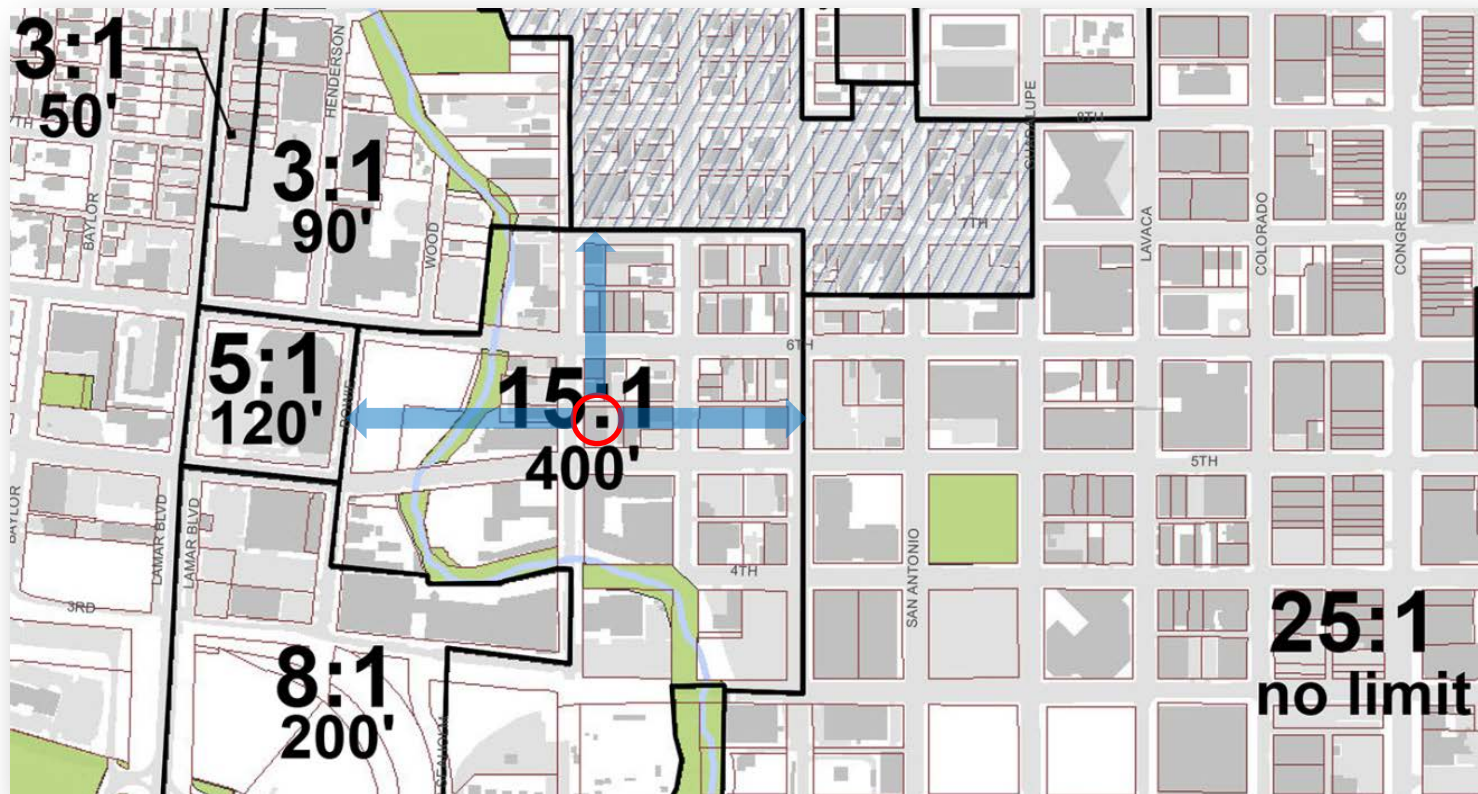 3:1
50'
HENDERSON
7TH
3:1
90'
BAYLOR
WOOD
GUADALUPE
8TH
7TH
LAVACA
COLORADO
CONGRESS
5:1
120'
BOWIE
6TH
15:1
400'
5TH
BAYLOR
LAMAR BLVD
LAMAR BLVD
SAN ANTONIO
4TH
3RD
8:1
200'
SEAHOLM
25:1
no limit